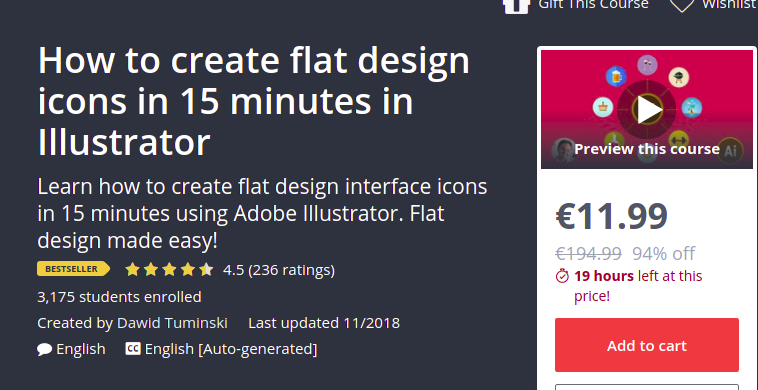 Gift This Course
Wishlist
How to create flat design
icons in 15 minutes in
Illustrator
Learn how to create flat design interface icons
in 15 minutes using Adobe Illustrator. Flat
design made easy!
BESTSELLER 4.5 (236 ratings)
3,175 students enrolled
Created by Dawid Tuminski Last updated 11/2018
English CC English [Auto-generated]
Preview this course
Ai
€11.99
€194.99 94% off
19 hours left at this
price!
Add to cart